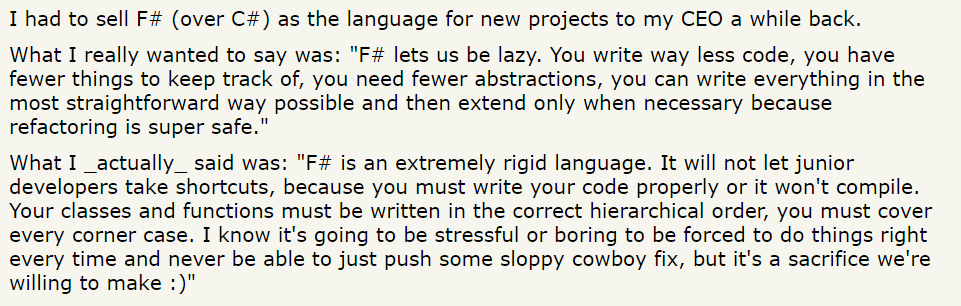 I had to sell F# (over C#) as the language for new projects to my CEO a while back.
What I really wanted to say was: "F# lets us be lazy. You write way less code, you have
fewer things to keep track of, you need fewer abstractions, you can write everything in the
most straightforward way possible and then extend only when necessary because
refactoring is super safe."
What I _actually_ said was: "F# is an extremely rigid language. It will not let junior
developers take shortcuts, because you must write your code properly or it won't compile.
Your classes and functions must be written in the correct hierarchical order, you must cover
every corner case. I know it's going to be stressful or boring to be forced to do things right
every time and never be able to just push some sloppy cowboy fix, but it's a sacrifice we're
willing to make :)"